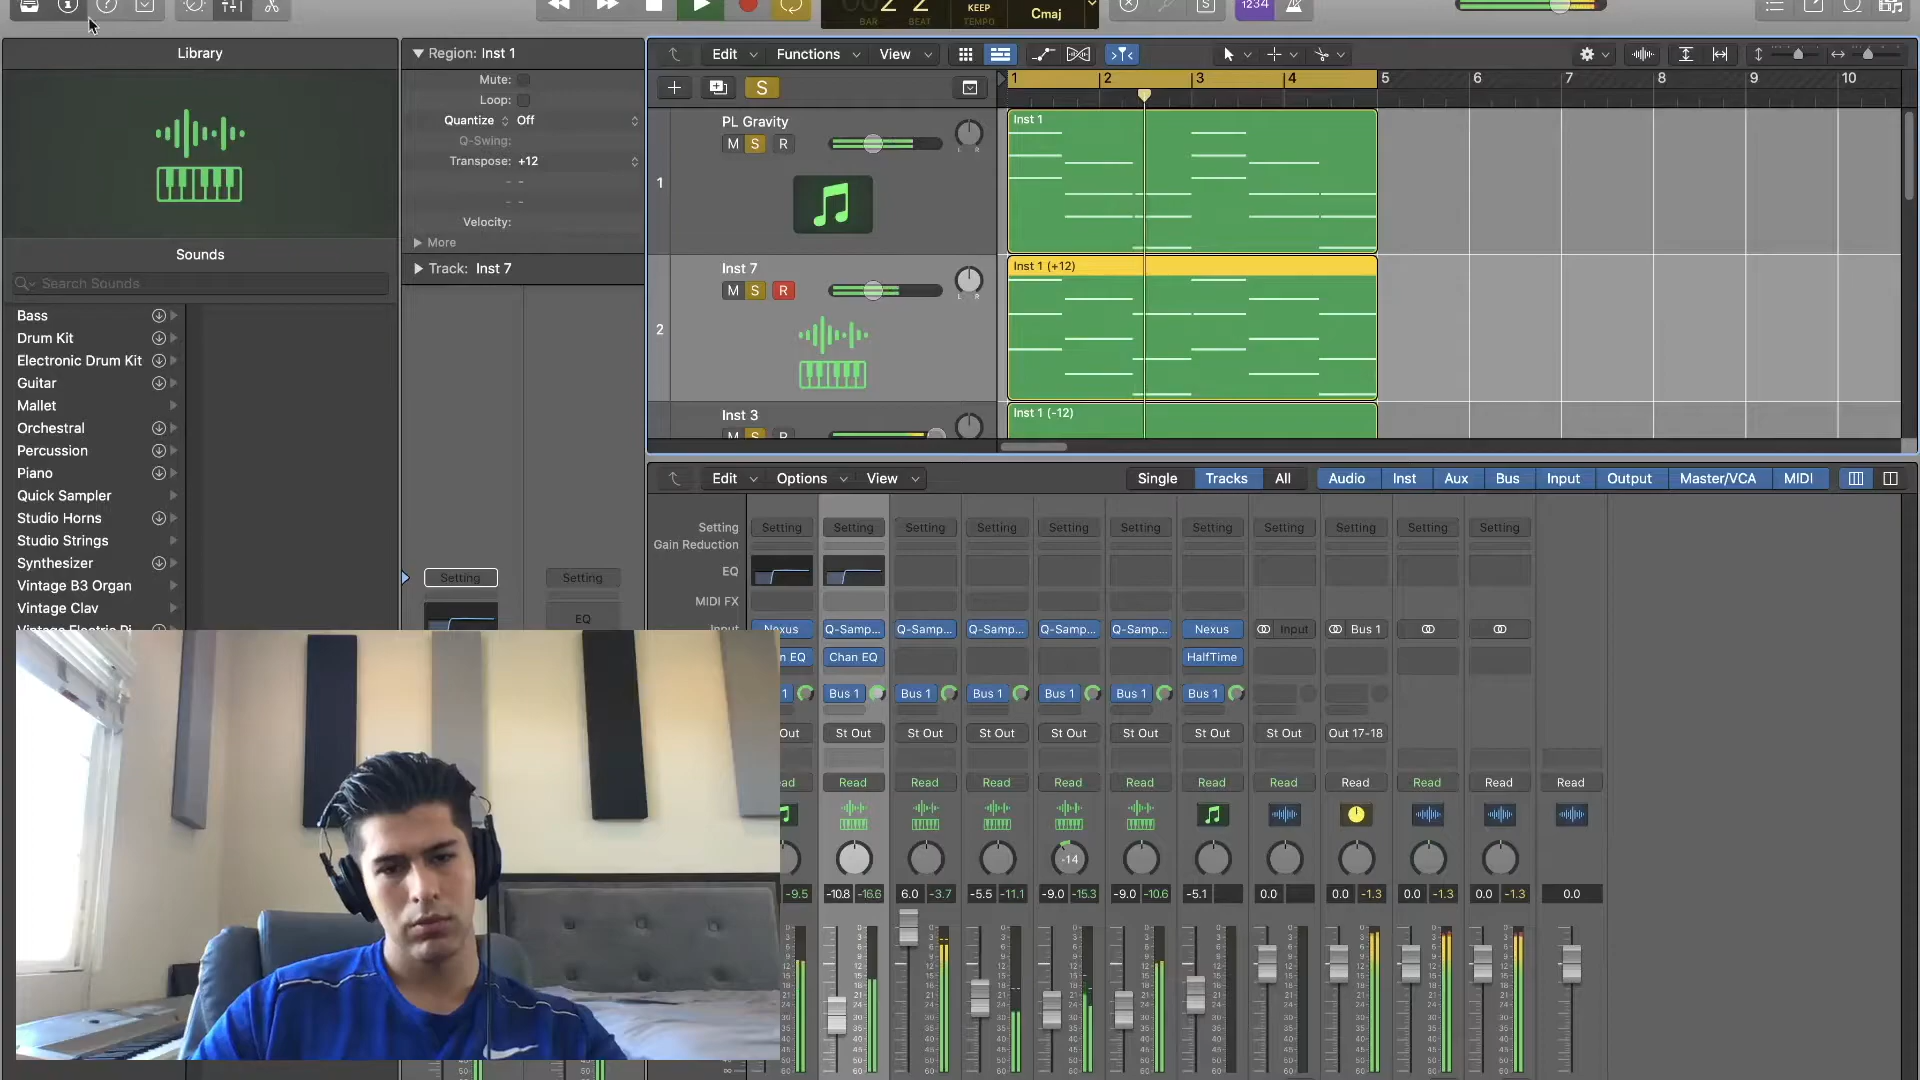 BAR
BEAT
KEEP
TEMPO
Cmaj
1234
Library
Region: Inst 1
Edit
Functions
View
Mute:
Loop:
Quantize
Off
Q-Swing:
Transpose: +12
Velocity:
More
Track: Inst 7
Sounds
Search Sounds
Bass
Drum Kit
Electronic Drum Kit
Guitar
Mallet
Orchestral
Percussion
Piano
Quick Sampler
Studio Horns
Studio Strings
Synthesizer
Vintage B3 Organ
Vintage Clav
Setting
Setting
EQ
S
1 2 3 4 5 6 7 8 9 10
PL Gravity
M S R
1
Inst 1
Inst 7
M S R
2
Inst 1 (+12)
Inst 3
M S R
Inst 1 (-12)
Edit
Options
View
Single
Tracks
All
Audio
Inst
Aux
Bus
Input
Output
Master/VCA
MIDI
Setting Setting Setting Setting Setting Setting Setting Setting Setting Setting Setting Setting
Gain Reduction
EQ
MIDI FX
Nexus Q-Samp... Q-Samp... Q-Samp... Q-Samp... Q-Samp... Nexus Input Bus 1
n EQ Chan EQ HalfTime
1 Bus 1 Bus 1 Bus 1 Bus 1 Bus 1 Bus 1
Out St Out St Out St Out St Out St Out St Out St Out Out 17-18
ad Read Read Read Read Read Read Read Read Read Read Read
-14
-9.5 -10.8 -16.6 6.0 -3.7 -5.5 -11.1 -9.0 -15.3 -9.0 -10.6 -5.1 0.0 0.0 -1.3 0.0 -1.3 0.0 -1.3 0.0